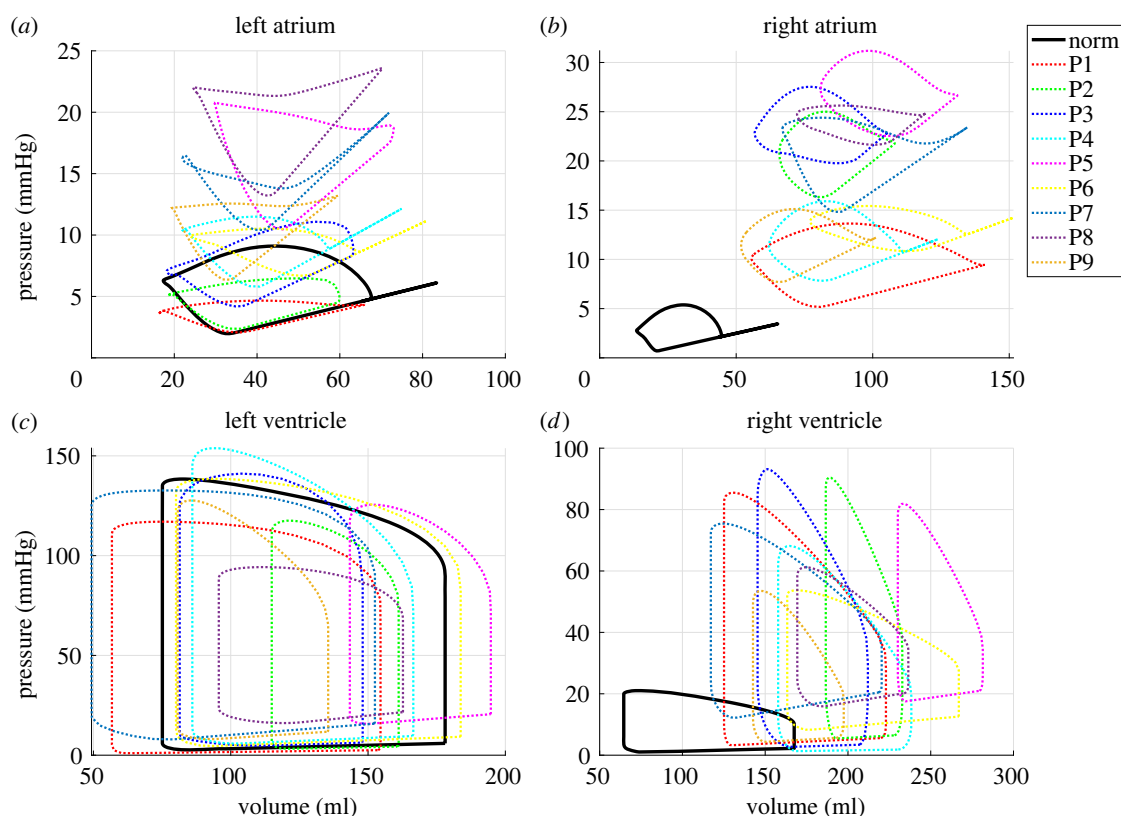 (a) left atrium
(b) right atrium
norm
P1
P2
P3
P4
P5
P6
P7
P8
P9
pressure (mmHg)
25
20
15
10
5
0
20 40 60 80 100
30
25
20
15
10
5
0
50 100 150
(c) left ventricle
(d) right ventricle
pressure (mmHg)
150
100
50
0
50 100 150 200
volume (ml)
100
80
60
40
20
0
50 100 150 200 250 300
volume (ml)